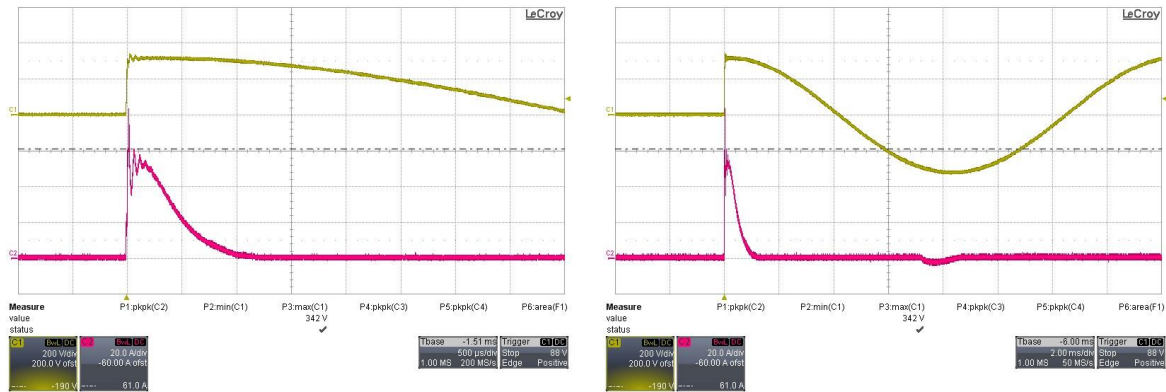 LeCroy
C1
C2
Measure P1:pkpk(C2) P2:min(C1) P3:max(C1) P4:pkpk(C3) P5:pkpk(C4) P6:area(F1)
value 342 V
status ✓
C1 BwL DC C2 BwL DC
200 V/div 20.0 A/div
200.0 V ofst -60.00 A ofst
-190 V 61.0 A
Tbase -1.51 ms Trigger C1 DC
500 µs/div Stop 88 V
1.00 MS 200 MS/s Edge Positive
LeCroy
C1
C2
Measure P1:pkpk(C2) P2:min(C1) P3:max(C1) P4:pkpk(C3) P5:pkpk(C4) P6:area(F1)
value 342 V
status ✓
C1 BwL DC C2 BwL DC
200 V/div 20.0 A/div
200.0 V ofst -60.00 A ofst
-190 V 61.0 A
Tbase -6.00 ms Trigger C1 DC
2.00 ms/div Stop 88 V
1.00 MS 50 MS/s Edge Positive